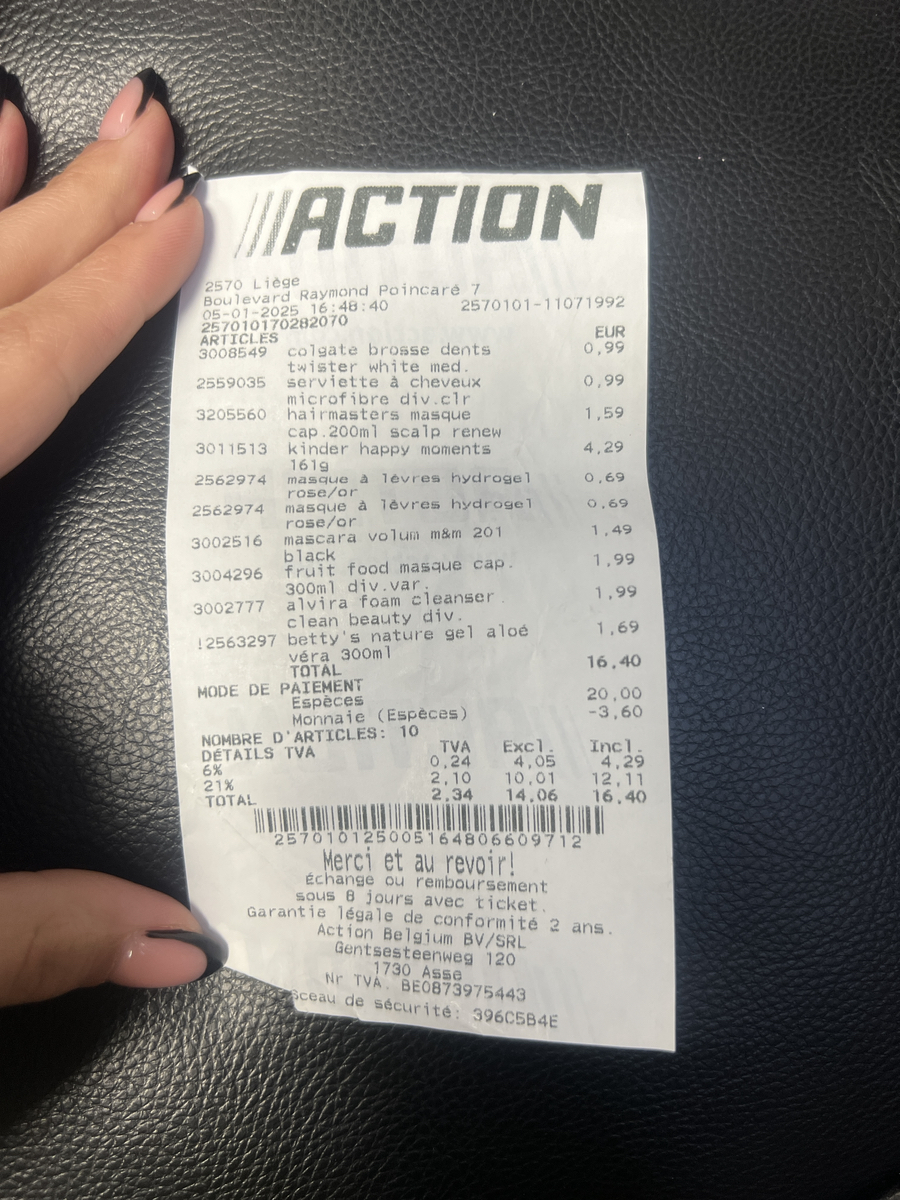 ///ACTION
2570 Liège
Boulevard Raymond Poincaré 7
05-01-2025 16:48:40 2570101-11071992
257010170282070
ARTICLES EUR
3008549 colgate brosse dents 0,99
twister white med.
2559035 serviette à cheveux 0,99
microfibre div.clr
3205560 hairmasters masque 1,59
cap.200ml scalp renew
3011513 kinder happy moments 4,29
161g
2562974 masque à lèvres hydrogel 0,69
rose/or
2562974 masque à lèvres hydrogel 0,69
rose/or
3002516 mascara volum m&m 201 1,49
black
3004296 fruit food masque cap. 1,99
300ml div.var.
3002777 alvira foam cleanser 1,99
clean beauty div.
!2563297 betty's nature gel aloé 1,69
véra 300ml
TOTAL 16,40
MODE DE PAIEMENT
Espèces 20,00
Monnaie (Espèces) -3,60
NOMBRE D'ARTICLES: 10
DÉTAILS TVA TVA Excl. Incl.
6% 0,24 4,05 4,29
21% 2,10 10,01 12,11
TOTAL 2,34 14,06 16,40
257010125005164806609712
Merci et au revoir!
échange ou remboursement
sous 8 jours avec ticket.
Garantie légale de conformité 2 ans.
Action Belgium BV/SRL
Gentsesteenweg 120
1730 Asse
Nr TVA. BE0873975443
Sceau de sécurité: 396C5B4E